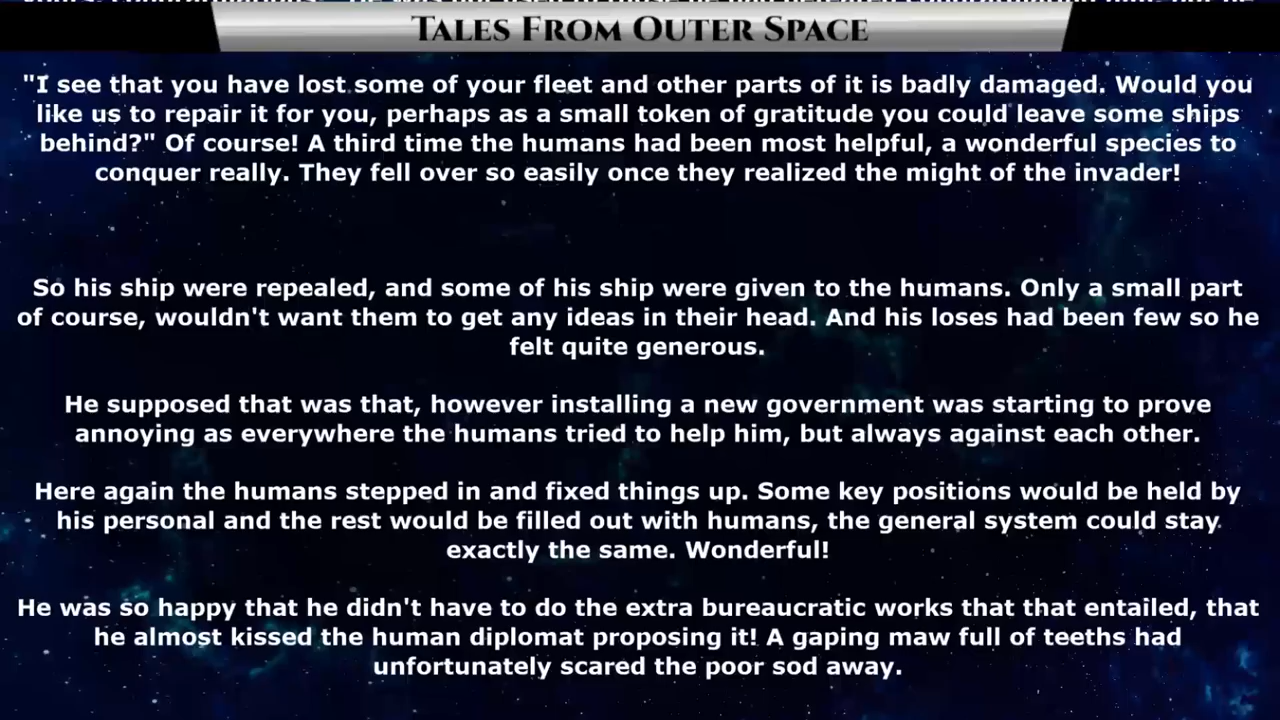 TALES FROM OUTER SPACE
"I see that you have lost some of your fleet and other parts of it is badly damaged. Would you
like us to repair it for you, perhaps as a small token of gratitude you could leave some ships
behind?" Of course! A third time the humans had been most helpful, a wonderful species to
conquer really. They fell over so easily once they realized the might of the invader!
So his ship were repealed, and some of his ship were given to the humans. Only a small part
of course, wouldn't want them to get any ideas in their head. And his loses had been few so he
felt quite generous.
He supposed that was that, however installing a new government was starting to prove
annoying as everywhere the humans tried to help him, but always against each other.
Here again the humans stepped in and fixed things up. Some key positions would be held by
his personal and the rest would be filled out with humans, the general system could stay
exactly the same. Wonderful!
He was so happy that he didn't have to do the extra bureaucratic works that that entailed, that
he almost kissed the human diplomat proposing it! A gaping maw full of teeths had
unfortunately scared the poor sod away.